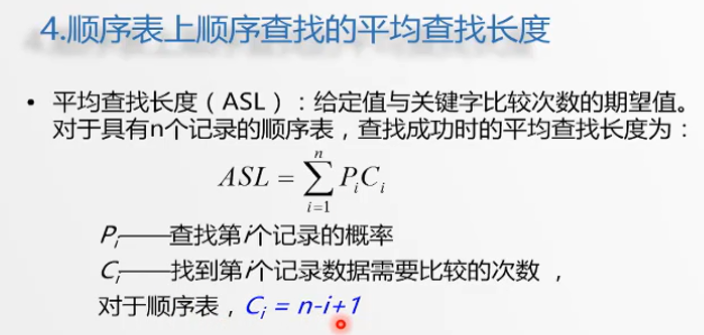 4.顺序表上顺序查找的平均查找长度
• 平均查找长度（ASL）：给定值与关键字比较次数的期望值。
对于具有n个记录的顺序表，查找成功时的平均查找长度为：
ASL = \sum_{i=1}^{n} P_i C_i
P_i——查找第i个记录的概率
C_i——找到第i个记录数据需要比较的次数，
对于顺序表，C_i = n-i+1